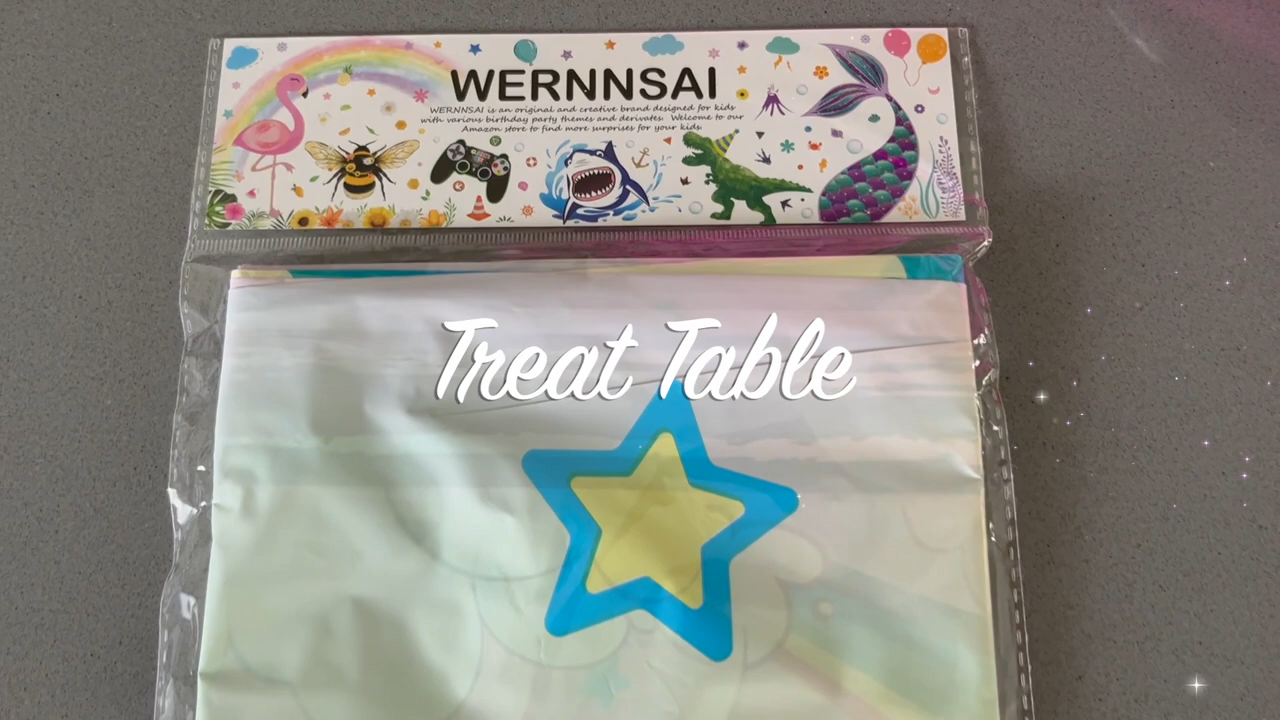 WERNNSAI
WERNNSAI is an original and creative brand designed for kids
with various birthday party themes and derivates. Welcome to our
Amazon store to find more surprises for your kids.
Treat Table